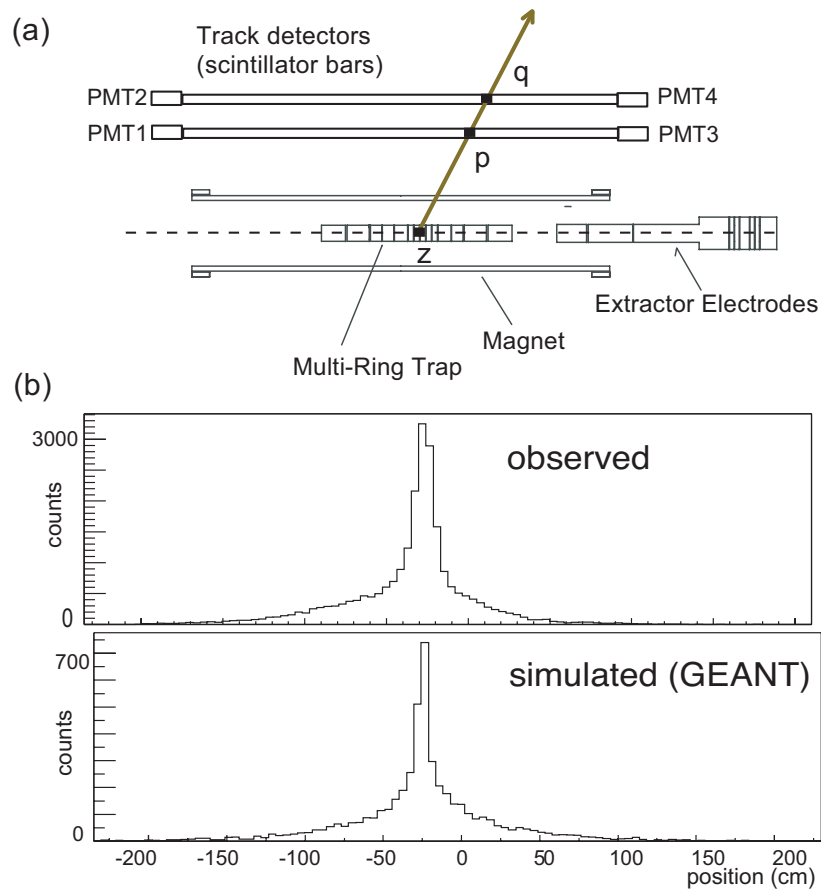 (a)
Track detectors
(scintillator bars)
q
PMT2
PMT4
PMT1
PMT3
p
z
Extractor Electrodes
Magnet
Multi-Ring Trap
(b)
3000
observed
counts
0
700
simulated (GEANT)
counts
0
-200 -150 -100 -50 0 50 100 150 200
position (cm)